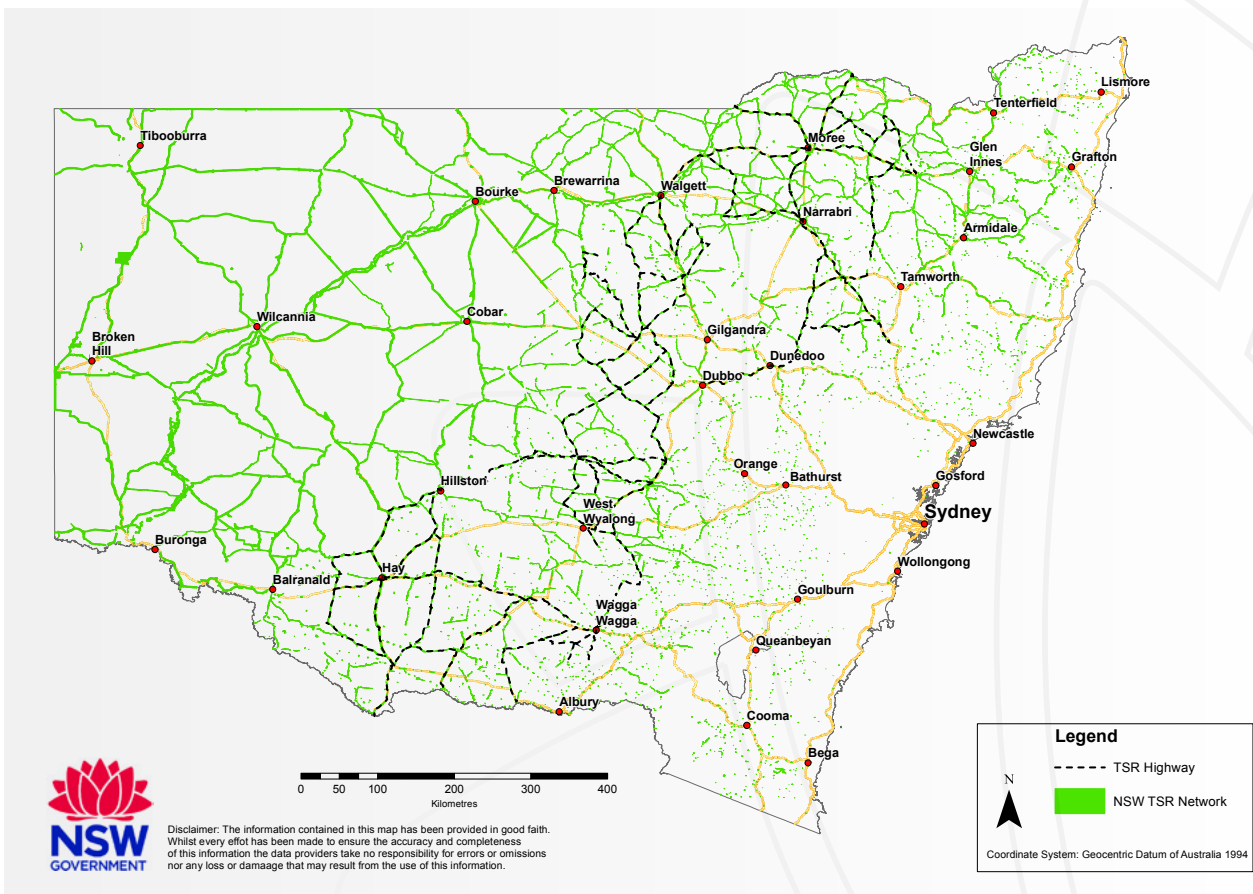 Lismore
Tenterfield
Tibooburra
Moree
Glen
Innes
Grafton
Brewarrina
Walgett
Bourke
Narrabri
Armidale
Tamworth
Wilcannia
Cobar
Gilgandra
Broken
Hill
Dunedoo
Dubbo
Newcastle
Orange
Bathurst
Gosford
Hillston
West
Wyalong
Sydney
Buronga
Wollongong
Hay
Balranald
Goulburn
Wagga
Wagga
Queanbeyan
Albury
Cooma
Bega
Legend
TSR Highway
N
NSW TSR Network
Coordinate System: Geocentric Datum of Australia 1994
0 50 100 200 300 400
Kilometres
NSW
GOVERNMENT
Disclaimer: The information contained in this map has been provided in good faith.
Whilst every effot has been made to ensure the accuracy and completeness
of this information the data providers take no responsibility for errors or omissions
nor any loss or damaage that may result from the use of this information.